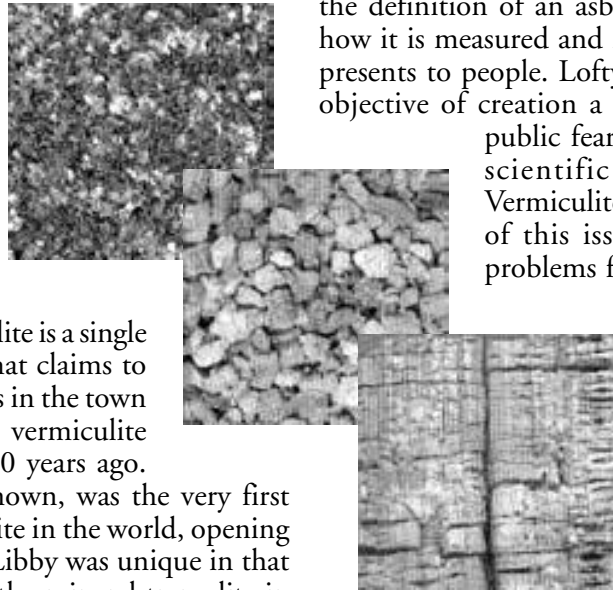 lite is a single
hat claims to
s in the town
vermiculite
0 years ago.
nown, was the very first
ite in the world, opening
Libby was unique in that
the definition of an asb
how it is measured and
presents to people. Lofty
objective of creation a
public fear
scientific
Vermiculite
of this iss
problems f